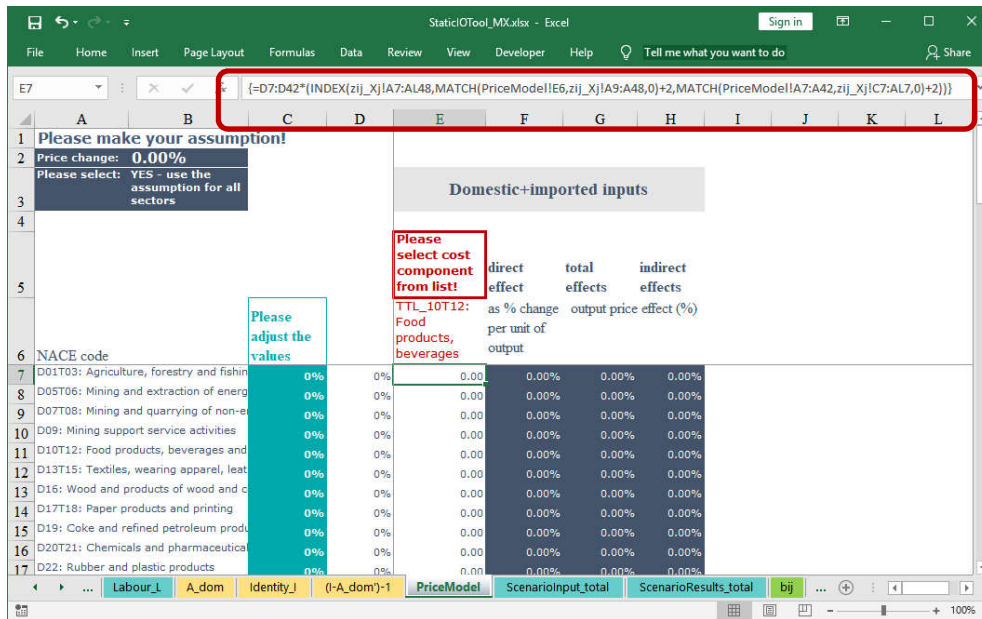 StaticIOTool_MX.xlsx - Excel
Sign in
File Home Insert Page Layout Formulas Data Review View Developer Help Tell me what you want to do Share
E7 {=D7:D42*(INDEX(zij_Xj!A7:AL48,MATCH(PriceModel!E6,zij_Xj!A9:A48,0)+2,MATCH(PriceModel!A7:A42,zij_Xj!C7:AL7,0)+2))}
A B C D E F G H I J K L
1 Please make your assumption!
2 Price change: 0.00%
Please select: YES - use the
assumption for all
3 sectors
Domestic+imported inputs
4
Please
select cost
component
5 from list!
direct
effect
total
effects
indirect
effects
TTL_10T12:
Food
products,
beverages
as % change
per unit of
output
output price effect (%)
Please
adjust the
values
6 NACE code
7 D01T03: Agriculture, forestry and fishin 0% 0% 0.00 0.00% 0.00% 0.00%
8 D05T06: Mining and extraction of energ 0% 0% 0.00 0.00% 0.00% 0.00%
9 D07T08: Mining and quarrying of non-e 0% 0% 0.00 0.00% 0.00% 0.00%
10 D09: Mining support service activities 0% 0% 0.00 0.00% 0.00% 0.00%
11 D10T12: Food products, beverages and 0% 0% 0.00 0.00% 0.00% 0.00%
12 D13T15: Textiles, wearing apparel, leat 0% 0% 0.00 0.00% 0.00% 0.00%
13 D16: Wood and products of wood and c 0% 0% 0.00 0.00% 0.00% 0.00%
14 D17T18: Paper products and printing 0% 0% 0.00 0.00% 0.00% 0.00%
15 D19: Coke and refined petroleum produ 0% 0% 0.00 0.00% 0.00% 0.00%
16 D20T21: Chemicals and pharmaceutical 0% 0% 0.00 0.00% 0.00% 0.00%
17 D22: Rubber and plastic products 0% 0% 0.00 0.00% 0.00% 0.00%
... Labour_L A_dom Identity_I (I-A_dom')-1 PriceModel ScenarioInput_total ScenarioResults_total bij ...
100%